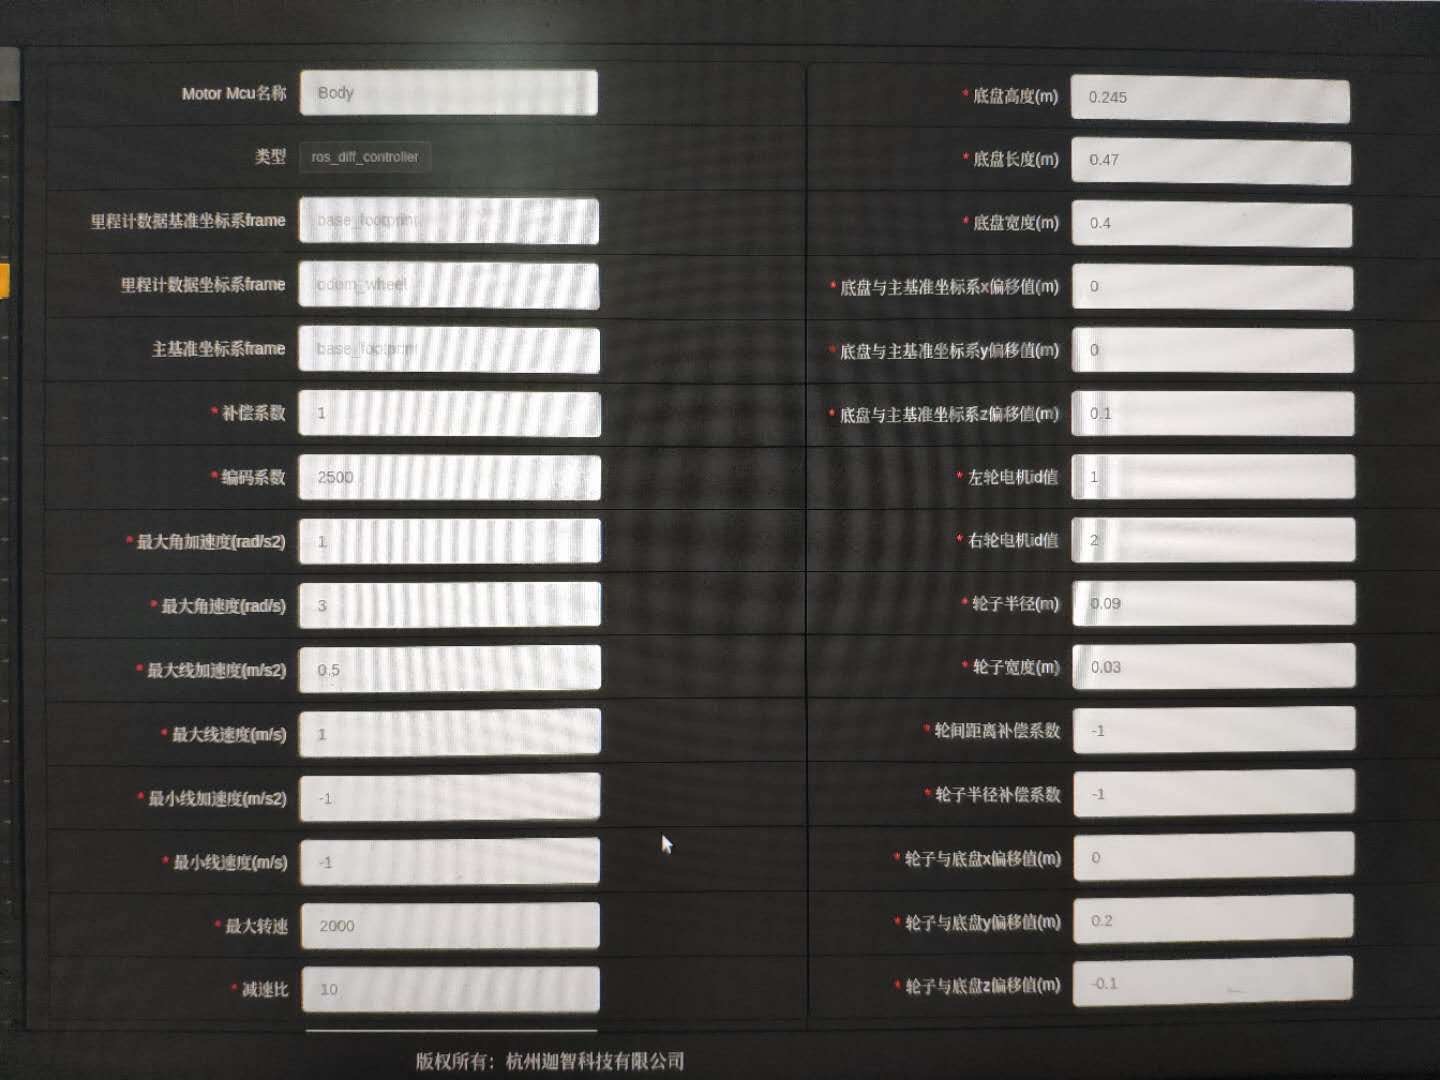 Motor Mcu名称 Body
类型 ros_diff_controller
里程计数据基准坐标系frame base_footprint
里程计数据坐标系frame odom_wheel
主基准坐标系frame base_footprint
* 补偿系数 1
* 编码系数 2500
* 最大角加速度(rad/s2) 1
* 最大角速度(rad/s) 3
* 最大线加速度(m/s2) 0.5
* 最大线速度(m/s) 1
* 最小线加速度(m/s2) -1
* 最小线速度(m/s) -1
* 最大转速 2000
* 减速比 10
* 底盘高度(m) 0.245
* 底盘长度(m) 0.47
* 底盘宽度(m) 0.4
* 底盘与主基准坐标系x偏移值(m) 0
* 底盘与主基准坐标系y偏移值(m) 0
* 底盘与主基准坐标系z偏移值(m) 0.1
* 左轮电机id值 1
* 右轮电机id值 2
* 轮子半径(m) 0.09
* 轮子宽度(m) 0.03
* 轮间距离补偿系数 -1
* 轮子半径补偿系数 -1
* 轮子与底盘x偏移值(m) 0
* 轮子与底盘y偏移值(m) 0.2
* 轮子与底盘z偏移值(m) -0.1
版权所有：杭州迦智科技有限公司